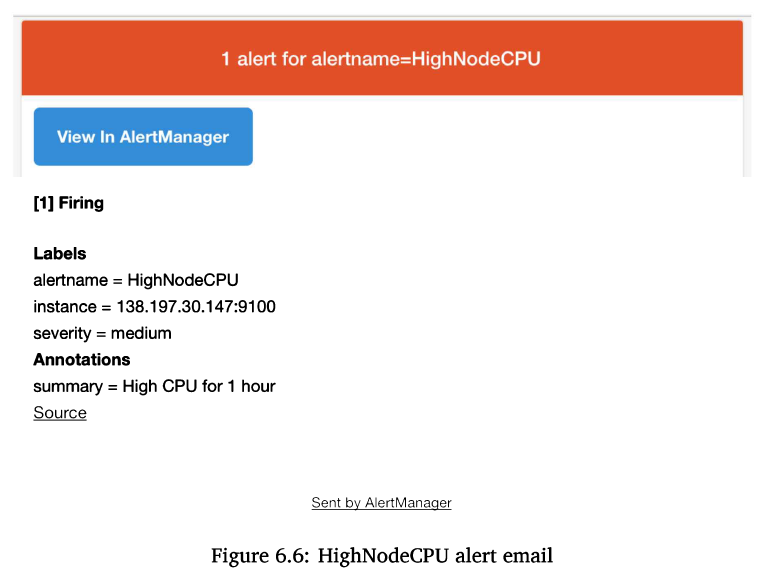 1 alert for alertname=HighNodeCPU
View In AlertManager
[1] Firing
Labels
alertname = HighNodeCPU
instance = 138.197.30.147:9100
severity = medium
Annotations
summary = High CPU for 1 hour
Source
Sent by AlertManager
Figure 6.6: HighNodeCPU alert email